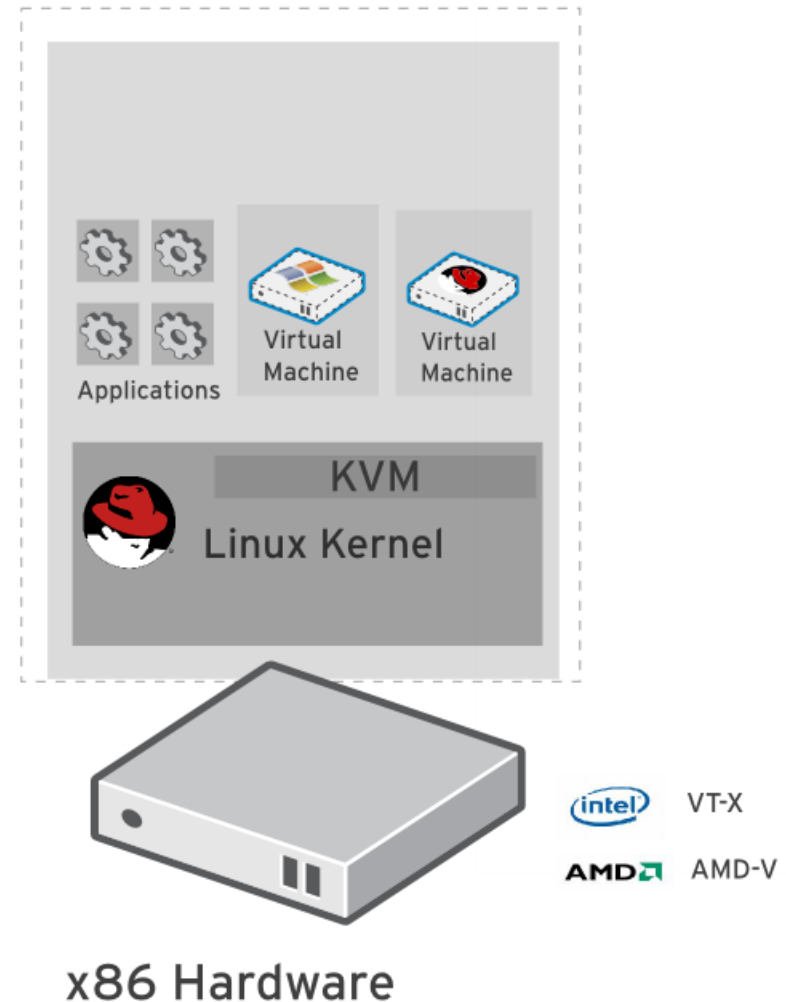 Applications
Virtual
Machine
Virtual
Machine
KVM
Linux Kernel
intel
VT-X
AMD
AMD-V
x86 Hardware